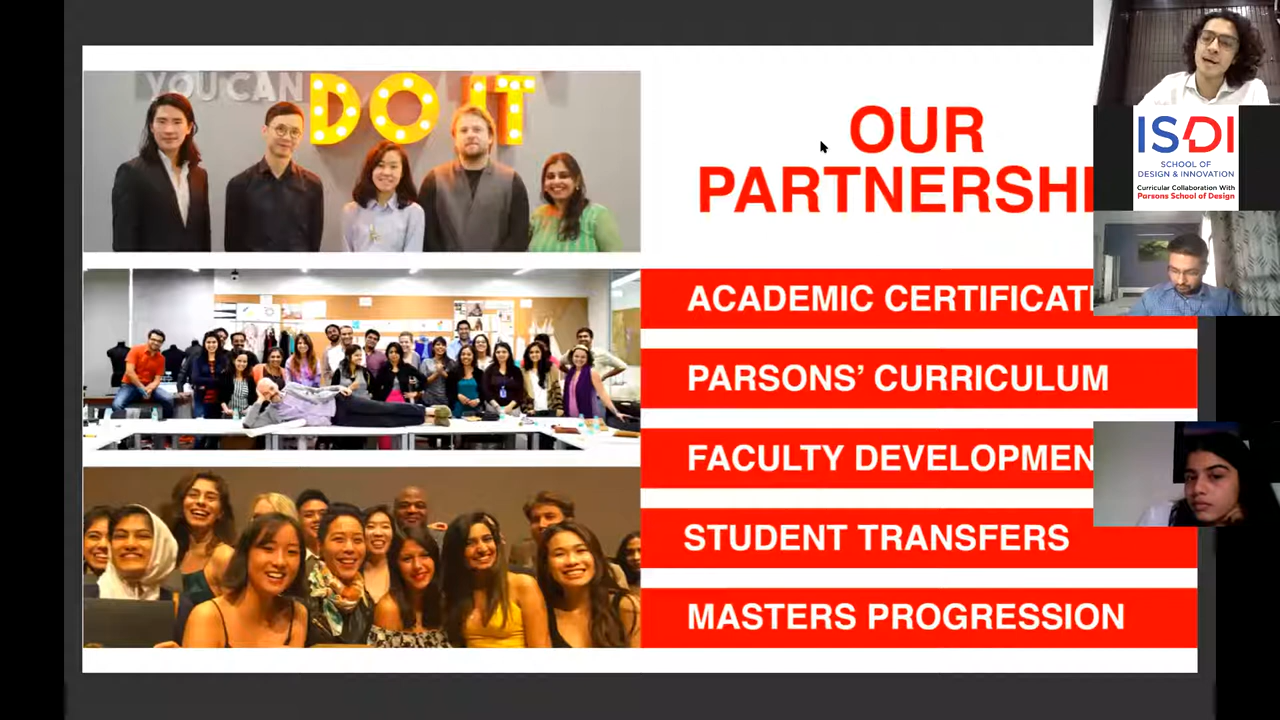 YOU CAN
DO IT
OUR
PARTNERSHI
ACADEMIC CERTIFICATI
PARSONS’ CURRICULUM
FACULTY DEVELOPMEN
STUDENT TRANSFERS
MASTERS PROGRESSION
ISDI
SCHOOL OF
DESIGN & INNOVATION
Curricular Collaboration With
Parsons School of Design